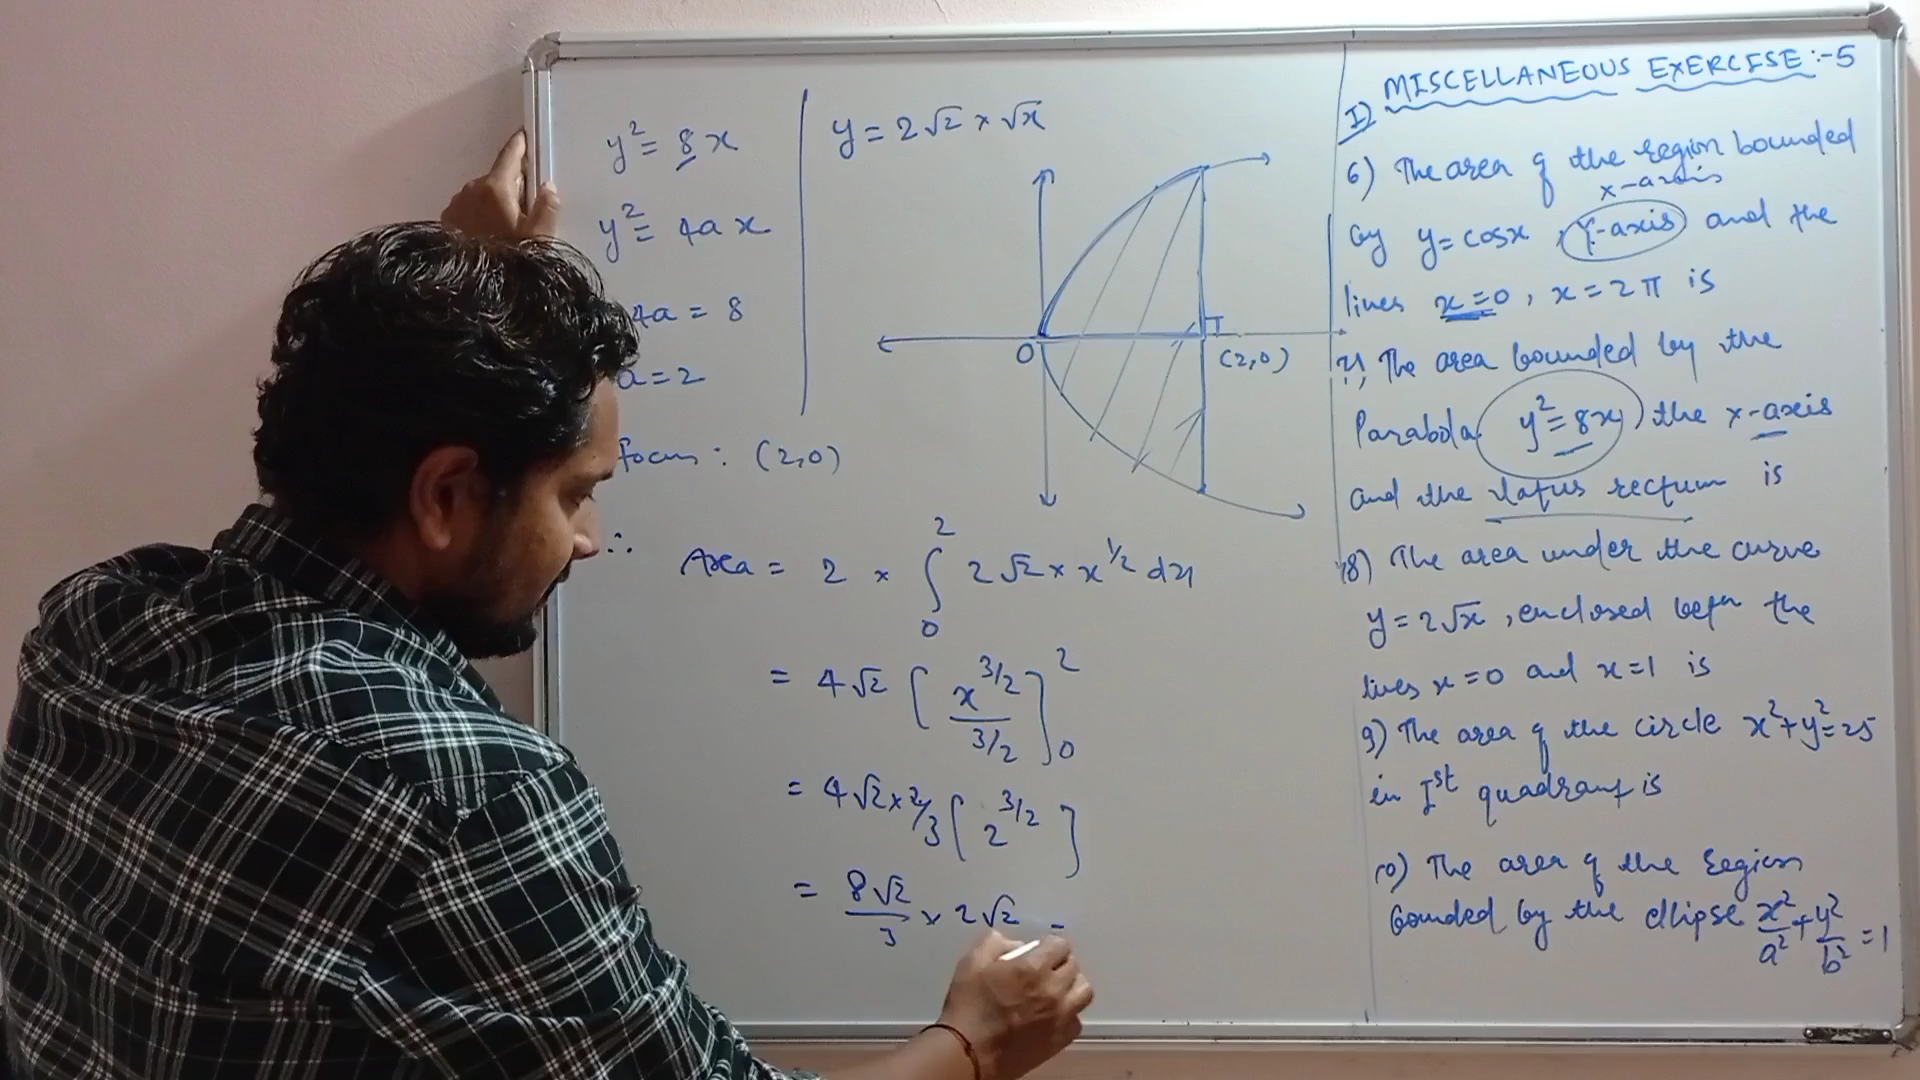 y² = 8x
y² = 4ax
4a = 8
a = 2
focus : (2,0)
y = 2√2 × √x
O
(2,0)
∴ Area = 2 × ∫₀² 2√2 × x^1/2 dx
= 4√2 [x^3/2 / 3/2]₀²
= 4√2 × 2/3 [2^3/2]
= 8√2/3 × 2√2 =
MISCELLANEOUS EXERCISE :- 5
I)
6) The area of the region bounded
x-axis
by y = cosx , Y-axis and the
lines x = 0 , x = 2π is
The area bounded by the
Parabola y² = 8x, the x-axis
and the latus rectum is
8) The area under the curve
y = 2√x , enclosed betn the
lines x = 0 and x = 1 is
9) The area of the circle x² + y² = 25
in Ist quadrant is
10) The area of the region
bounded by the ellipse x²/a² + y²/b² = 1